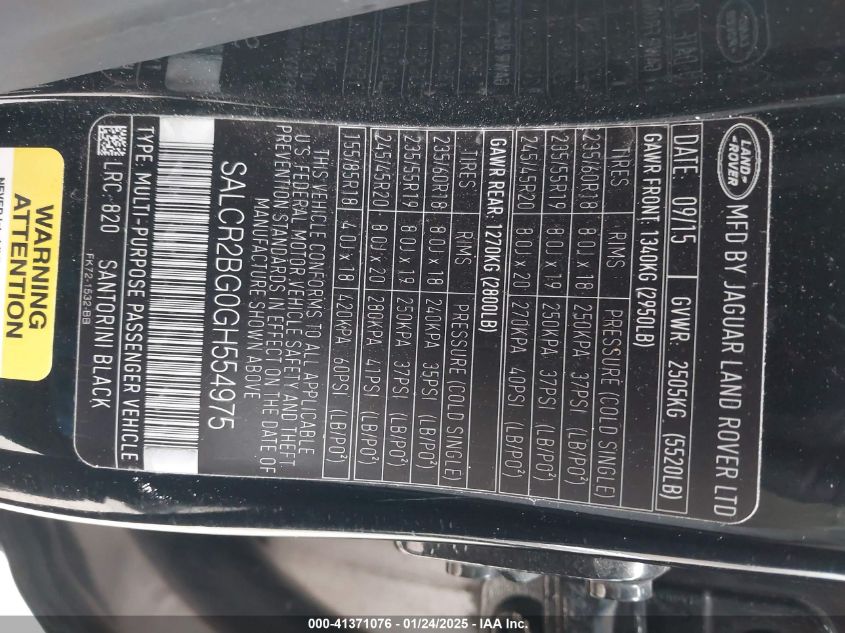 LAND
ROVER
MFD BY JAGUAR LAND ROVER LTD
DATE: 09/15 GVWR 2505KG (5520LB)
GAWR FRONT: 1340KG (2950LB)
TIRES RIMS PRESSURE (COLD SINGLE)
235/60R18 8.0J x 18 250KPA 37PSI (LB/PO²)
235/55R19 8.0J x 19 250KPA 37PSI (LB/PO²)
245/45R20 8.0J x 20 270KPA 40PSI (LB/PO²)
GAWR REAR: 1270KG (2800LB)
TIRES RIMS PRESSURE (COLD SINGLE)
235/60R18 8.0J x 18 240KPA 35PSI (LB/PO²)
235/55R19 8.0J x 19 250KPA 37PSI (LB/PO²)
245/45R20 8.0J x 20 280KPA 41PSI (LB/PO²)
155/85R18 4.0J x 18 420KPA 60PSI (LB/PO²)
THIS VEHICLE CONFORMS TO ALL APPLICABLE
U.S. FEDERAL MOTOR VEHICLE SAFETY AND THEFT
PREVENTION STANDARDS IN EFFECT ON THE DATE OF
MANUFACTURE SHOWN ABOVE
SALCR2BG0GH554975
TYPE: MULTI-PURPOSE PASSENGER VEHICLE
LRC: 820 SANTORINI BLACK
FK72-1532-BB
WARNING
ATTENTION
000-41371076 - 01/24/2025 - IAA Inc.